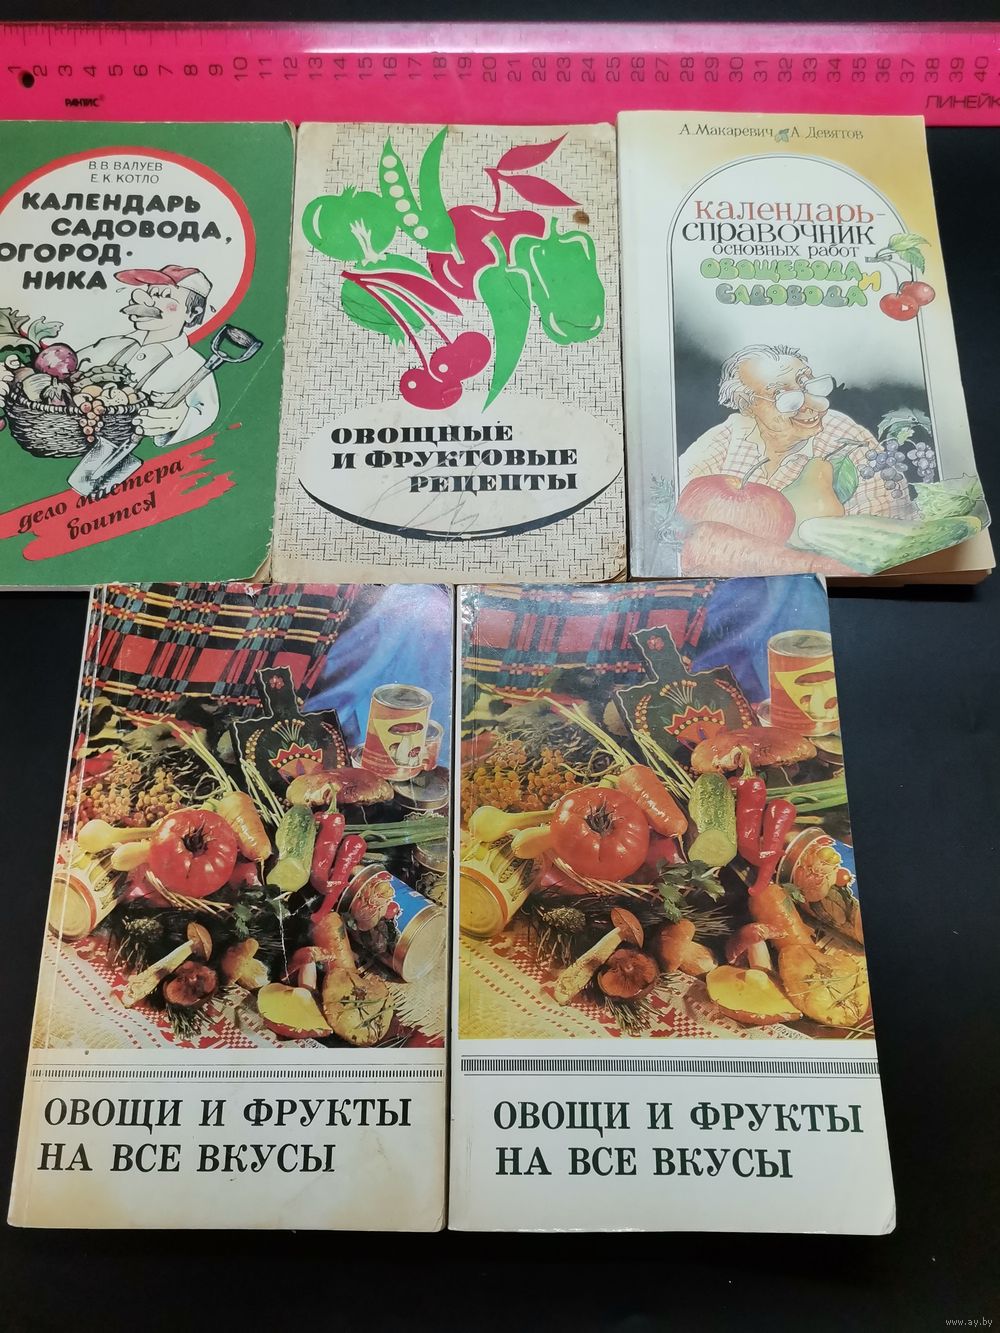 1 2 3 4 5 6 7 8 9 10 11 12 13 14 15 16 17 18 19 20 21 22 23 24 25 26 27 28 29 30 31 32 33 34 35 36 37 38 39 40
РАНТИС®
ЛИНЕЙК
В. В. ВАЛУЕВ
Е. К. КОТЛО
КАЛЕНДАРЬ
САДОВОДА,
ОГОРОД-
НИКА
дело мастера
боится
ОВОЩНЫЕ
И ФРУКТОВЫЕ
РЕЦЕПТЫ
А. Макаревич А. Девятов
календарь-
справочник
основных работ
овощевода и
садовода
ОВОЩИ И ФРУКТЫ
НА ВСЕ ВКУСЫ
ОВОЩИ И ФРУКТЫ
НА ВСЕ ВКУСЫ
www.ay.by